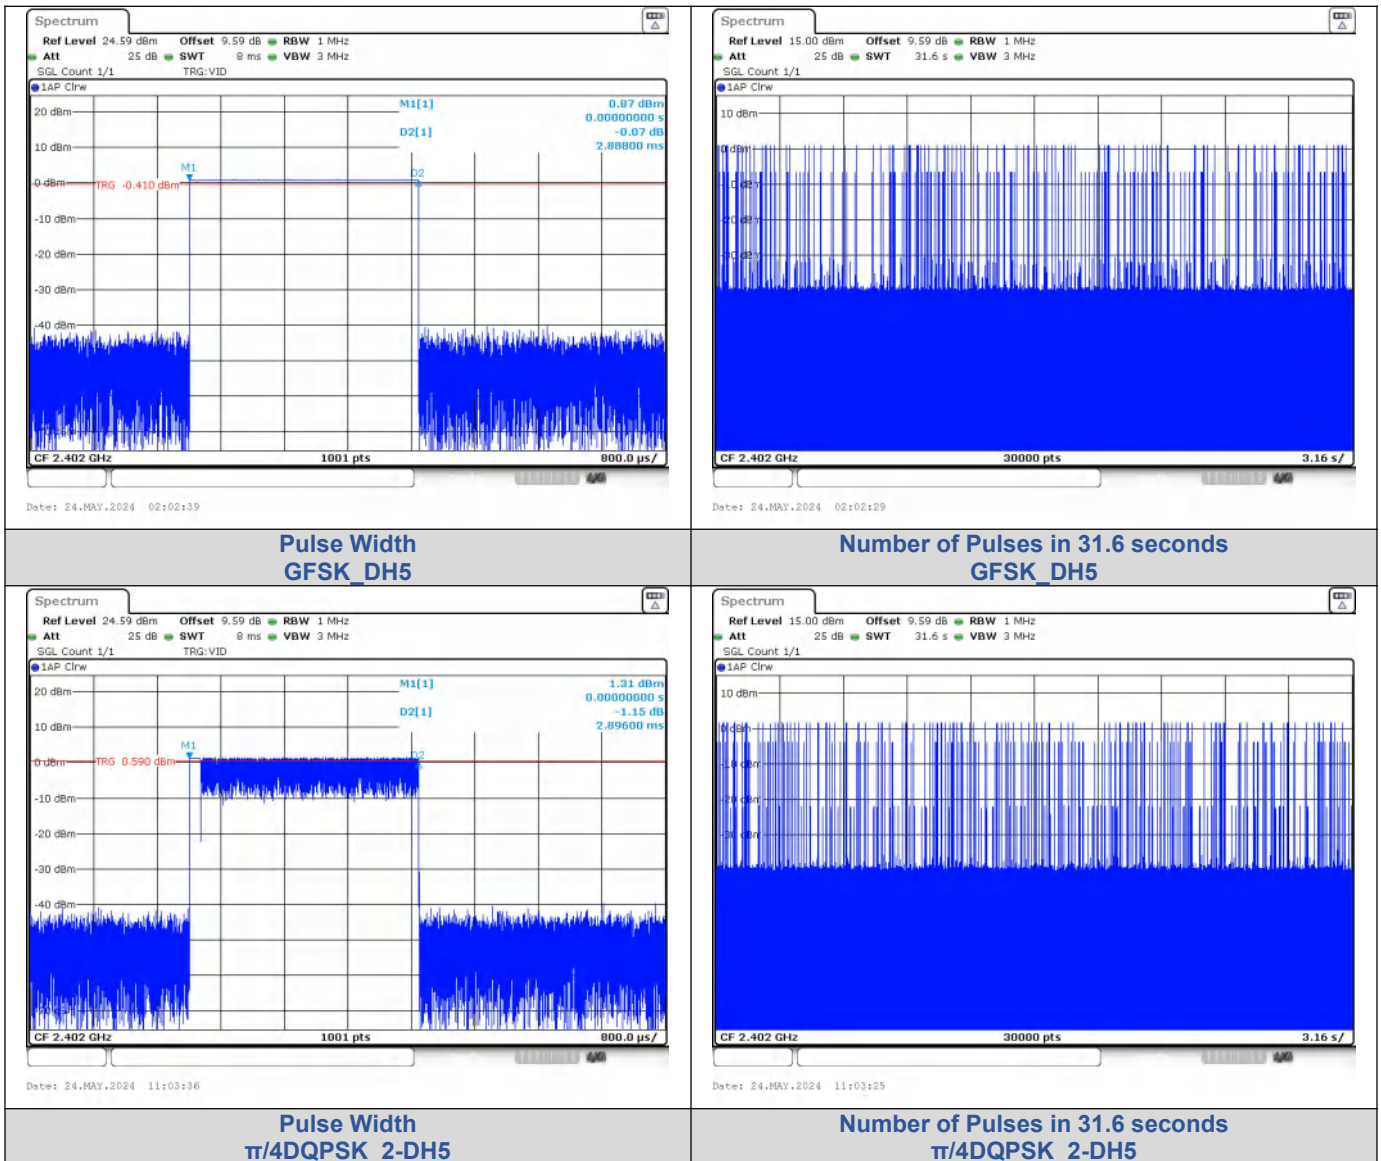 Spectrum
Ref Level 24.59 dBm Offset 9.59 dB RBW 1 MHz
Att 25 dB SWT 8 ms VBW 3 MHz
SGL Count 1/1 TRG:VID
1AP Clrw
M1[1] 0.87 dBm
0.00000000 s
D2[1] -0.07 dB
2.88800 ms
20 dBm
10 dBm
M1
D2
0 dBm
TRG -0.410 dBm
-10 dBm
-20 dBm
-30 dBm
-40 dBm
CF 2.402 GHz 1001 pts 800.0 µs/
Date: 24.MAY.2024 02:02:39
Spectrum
Ref Level 15.00 dBm Offset 9.59 dB RBW 1 MHz
Att 25 dB SWT 31.6 s VBW 3 MHz
SGL Count 1/1
1AP Clrw
10 dBm
CF 2.402 GHz 30000 pts 3.16 s/
Date: 24.MAY.2024 02:02:29
Pulse Width
GFSK_DH5
Number of Pulses in 31.6 seconds
GFSK_DH5
Spectrum
Ref Level 24.59 dBm Offset 9.59 dB RBW 1 MHz
Att 25 dB SWT 8 ms VBW 3 MHz
SGL Count 1/1 TRG:VID
1AP Clrw
M1[1] 1.31 dBm
0.00000000 s
D2[1] -1.15 dB
2.89600 ms
20 dBm
10 dBm
M1
D2
0 dBm
TRG 0.590 dBm
-10 dBm
-20 dBm
-30 dBm
-40 dBm
CF 2.402 GHz 1001 pts 800.0 µs/
Date: 24.MAY.2024 11:03:36
Spectrum
Ref Level 15.00 dBm Offset 9.59 dB RBW 1 MHz
Att 25 dB SWT 31.6 s VBW 3 MHz
SGL Count 1/1
1AP Clrw
10 dBm
CF 2.402 GHz 30000 pts 3.16 s/
Date: 24.MAY.2024 11:03:25
Pulse Width
π/4DQPSK_2-DH5
Number of Pulses in 31.6 seconds
π/4DQPSK_2-DH5